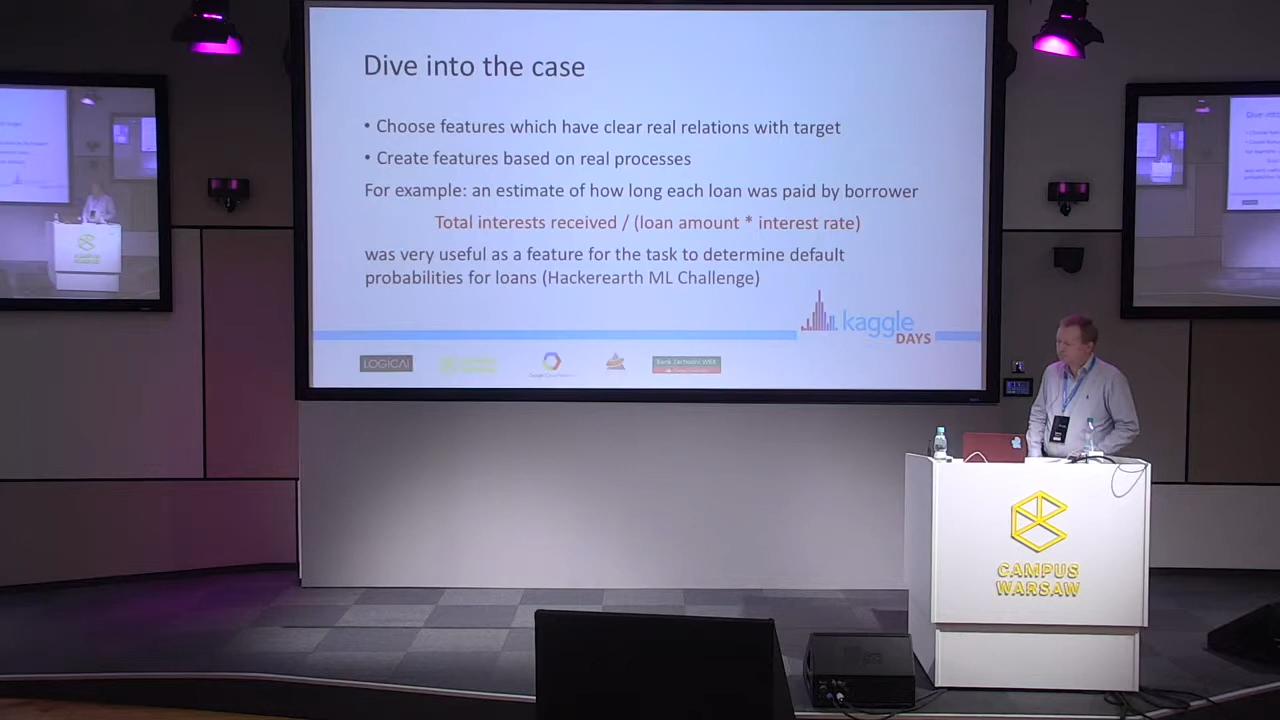 Dive into the case
• Choose features which have clear real relations with target
• Create features based on real processes
For example: an estimate of how long each loan was paid by borrower
Total interests received / (loan amount * interest rate)
was very useful as a feature for the task to determine default
probabilities for loans (Hackerearth ML Challenge)
kaggle
DAYS
LOGICAI
CAMPUS
WARSAW